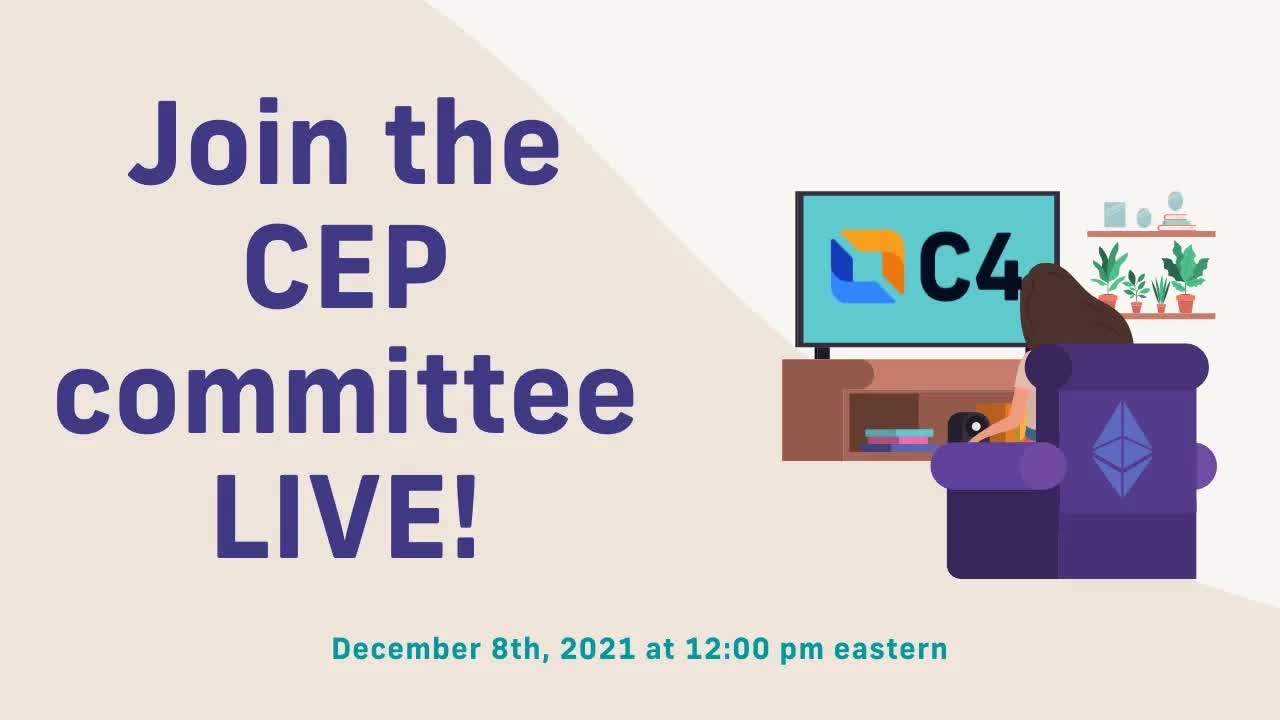 Join the
CEP
committee
LIVE!
C4
December 8th, 2021 at 12:00 pm eastern